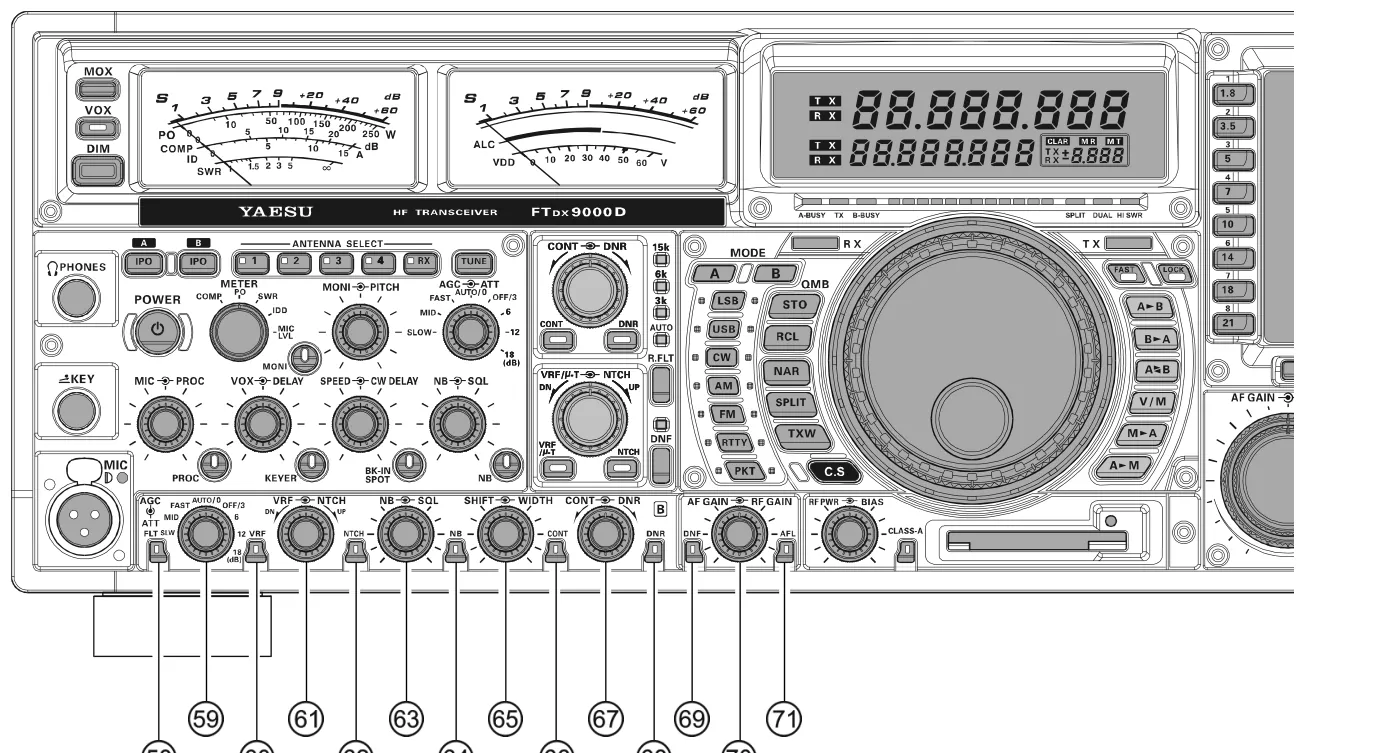 MOX
VOX
DIM
S 1 3 5 7 9 +20 +40 +60 dB
PO 0 10 50 100 150 200 250 W
COMP 0 5 10 15 20 dB
ID 0 5 10 15 A
SWR 1 1.5 2 3 5 ∞
S 1 3 5 7 9 +20 +40 +60 dB
ALC
VDD 0 10 20 30 40 50 60 V
YAESU HF TRANSCEIVER FTDX9000D
TX
RX
88.888.888
TX
RX
88.888.888
CLAR MR MT
TX
RX
±8.888
A-BUSY TX B-BUSY SPLIT DUAL HI SWR
1
1.8
2
3.5
3
5
4
7
5
10
6
14
7
18
8
21
PHONES
KEY
MIC
A B
IPO IPO
ANTENNA SELECT
1 2 3 4 RX
TUNE
POWER
METER
COMP PO SWR
IDD
MIC LVL
MONI-PITCH
MONI
AGC-ATT
AUTO/0
FAST OFF/3
MID 6
SLOW 12
18
(dB)
MIC-PROC
VOX-DELAY
SPEED-CW DELAY
NB-SQL
PROC
KEYER
BK-IN
SPOT
NB
CONT-DNR
CONT DNR
VRF/μ-T-NTCH
DN UP
VRF
/μ-T
NTCH
15k
6k
3k
AUTO
R.FLT
DNF
MODE
A B
LSB
USB
CW
AM
FM
RTTY
PKT
QMB
STO
RCL
NAR
SPLIT
TXW
C.S
RX
TX
FAST LOCK
A►B
B►A
A B
V/M
M►A
A►M
AF GAIN
AGC
ATT
FLT
AUTO/0
FAST OFF/3
MID 6
SLW 12
18
(dB)
VRF
VRF-NTCH
DN UP
NTCH
NB-SQL
NB
SHIFT-WIDTH
CONT
CONT-DNR
B
DNR
AF GAIN-RF GAIN
DNF
AFL
RF PWR-BIAS
CLASS-A
59 61 63 65 67 69 71